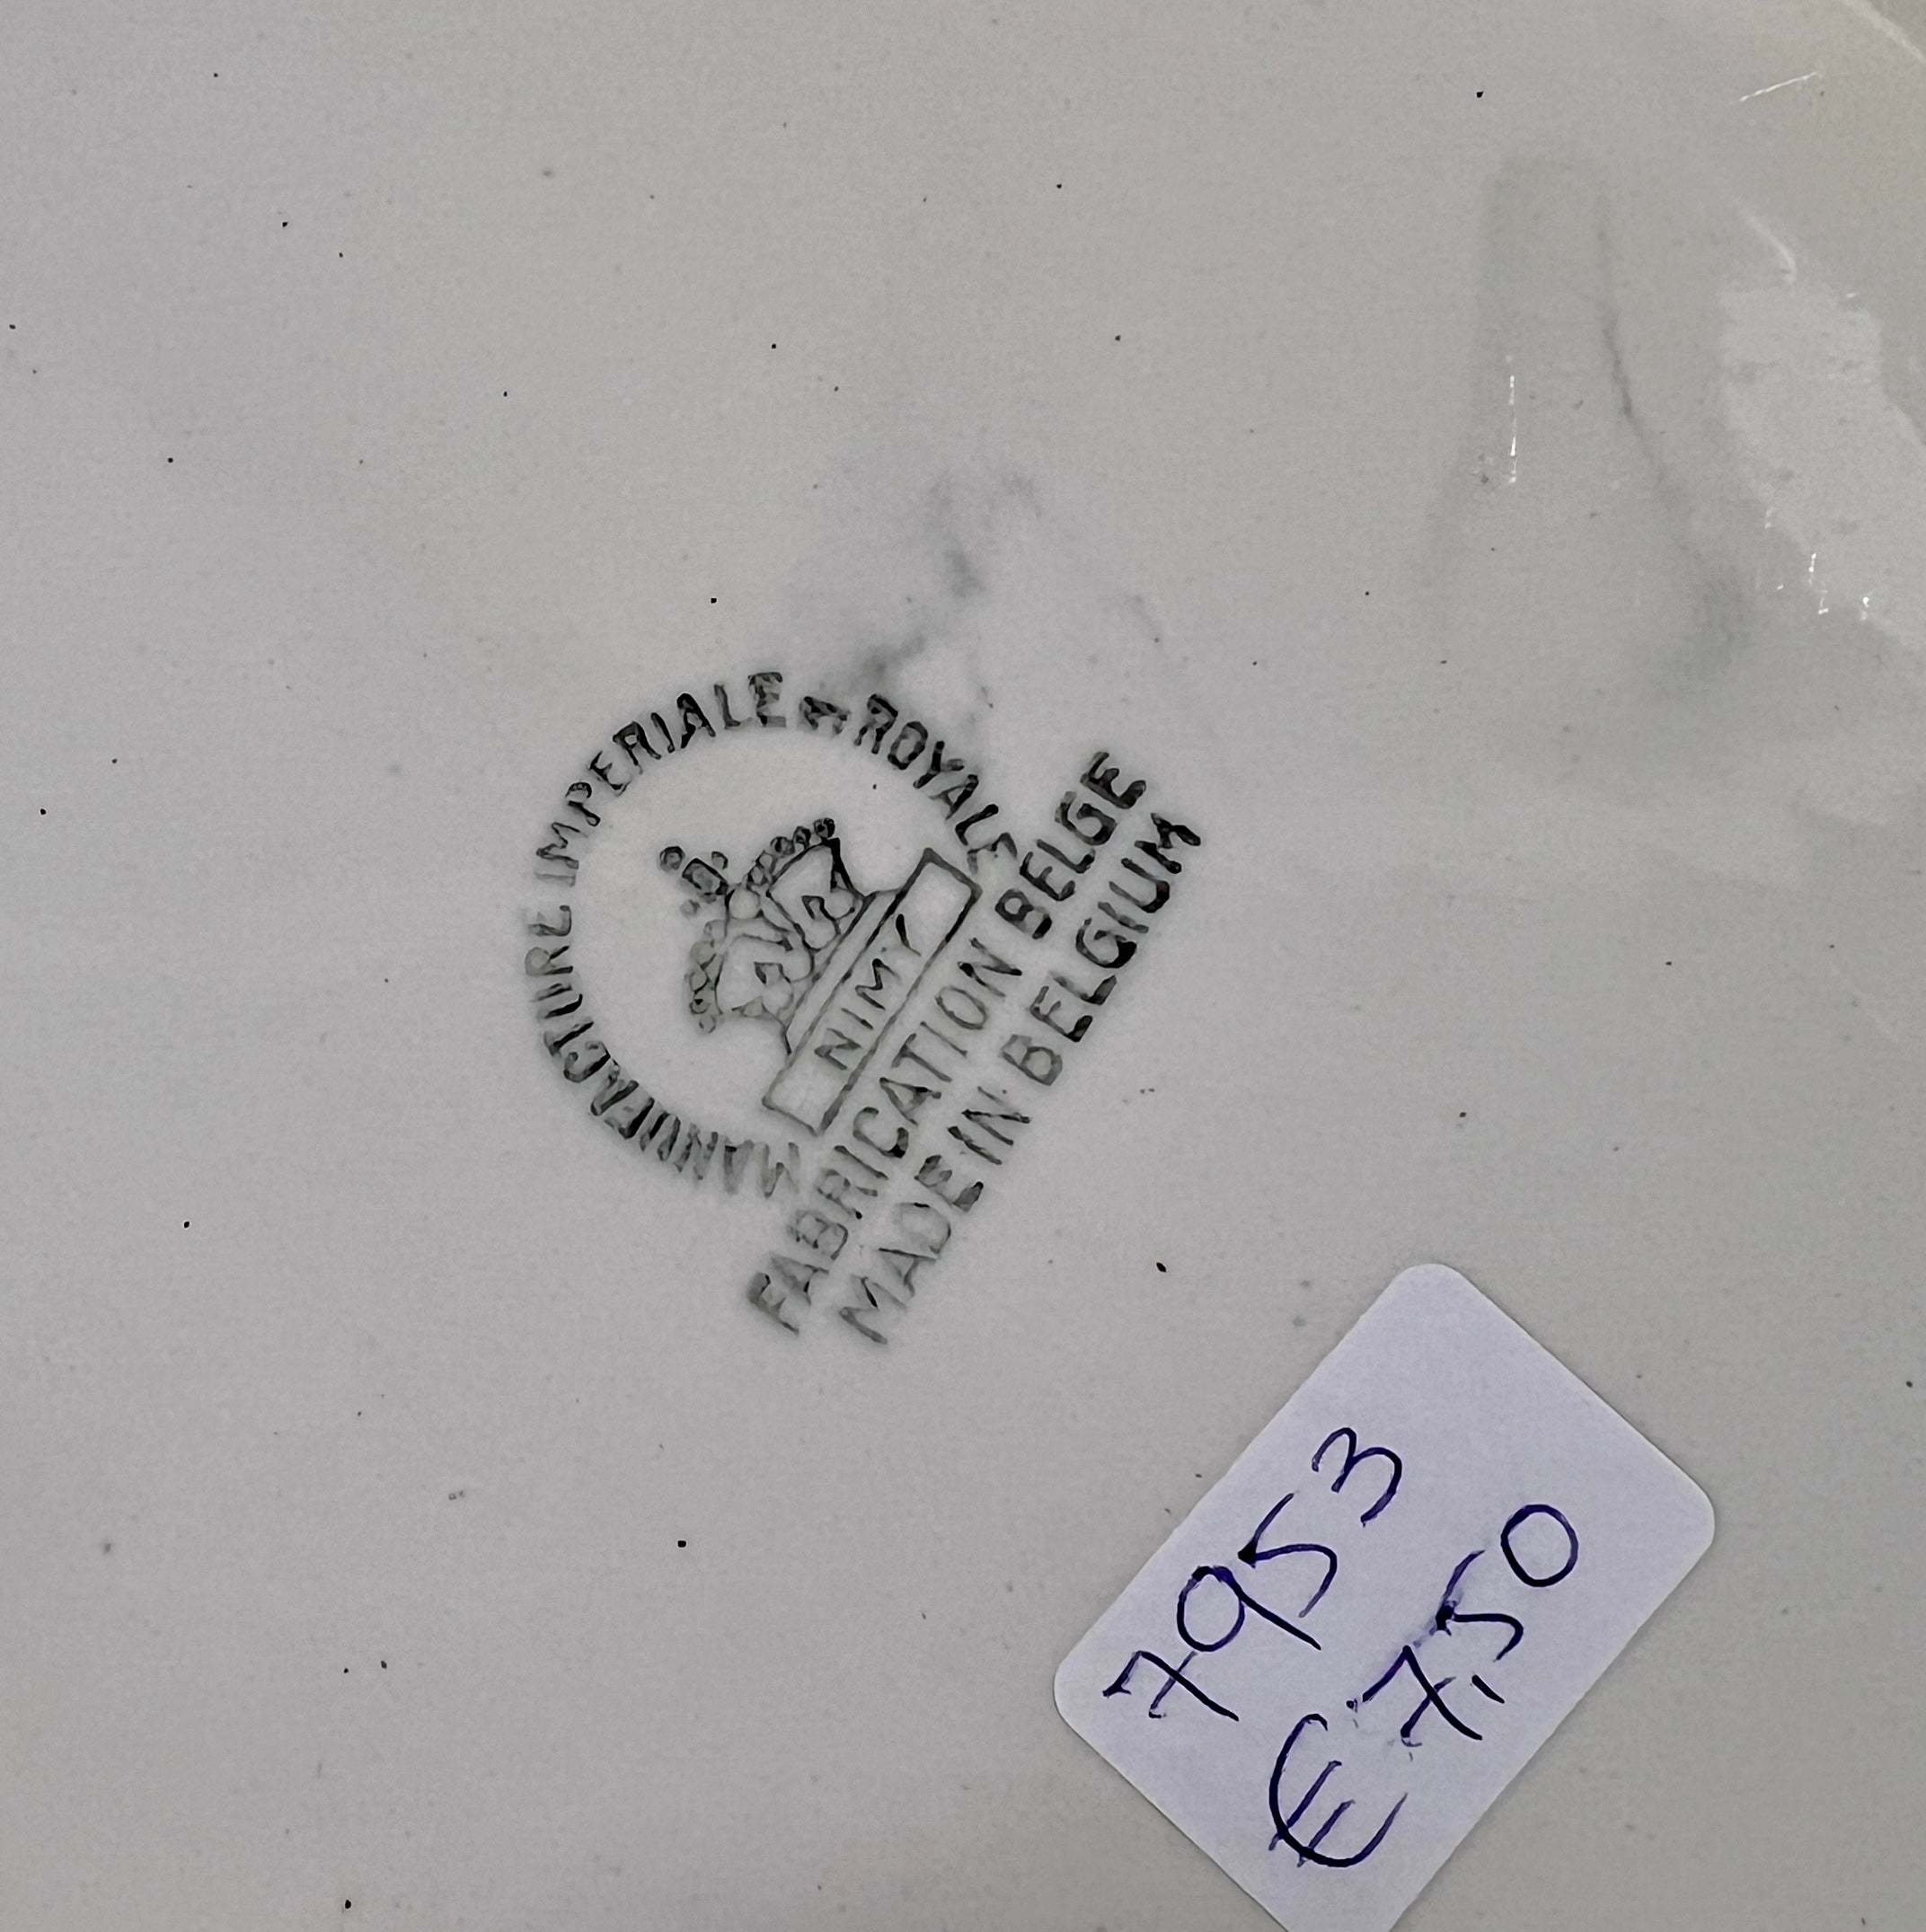 MANUFACTURE IMPERIALE et ROYALE
NIMY
FABRICATION BELGE
MADE IN BELGIUM
7953
€ 7,50